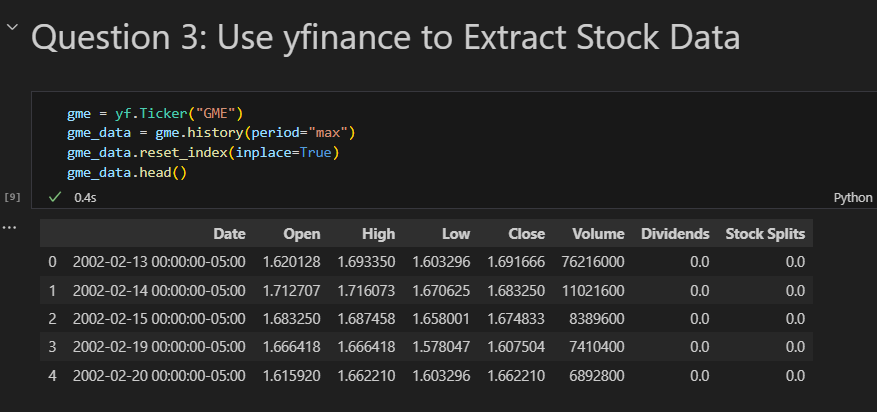 Question 3: Use yfinance to Extract Stock Data
gme = yf.Ticker("GME")
gme_data = gme.history(period="max")
gme_data.reset_index(inplace=True)
gme_data.head()
[9] 0.4s Python
...
Date Open High Low Close Volume Dividends Stock Splits
0 2002-02-13 00:00:00-05:00 1.620128 1.693350 1.603296 1.691666 76216000 0.0 0.0
1 2002-02-14 00:00:00-05:00 1.712707 1.716073 1.670625 1.683250 11021600 0.0 0.0
2 2002-02-15 00:00:00-05:00 1.683250 1.687458 1.658001 1.674833 8389600 0.0 0.0
3 2002-02-19 00:00:00-05:00 1.666418 1.666418 1.578047 1.607504 7410400 0.0 0.0
4 2002-02-20 00:00:00-05:00 1.615920 1.662210 1.603296 1.662210 6892800 0.0 0.0